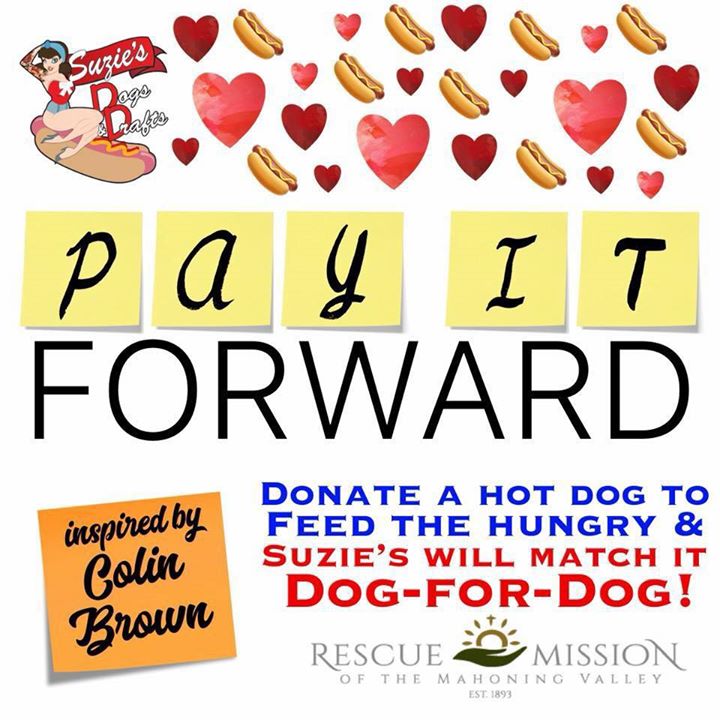 Suzie's
Dogs
& Drafts
PAY IT
FORWARD
inspired by
Colin
Brown
DONATE A HOT DOG TO
FEED THE HUNGRY &
SUZIE'S WILL MATCH IT
DOG-FOR-DOG!
RESCUE MISSION
OF THE MAHONING VALLEY
EST. 1893